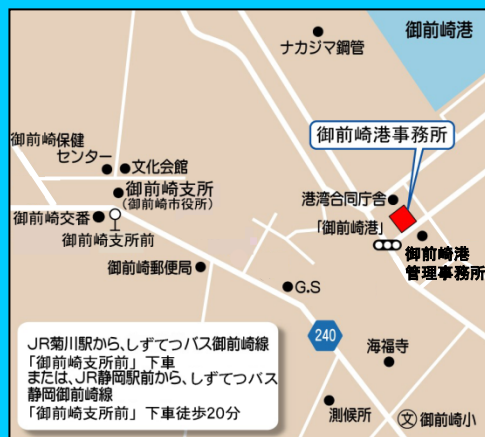 御前崎港
ナカジマ鋼管
御前崎港事務所
御前崎保健
センター
文化会館
御前崎支所
(御前崎市役所)
港湾合同庁舎
御前崎交番
「御前崎港」
御前崎支所前
御前崎港
管理事務所
御前崎郵便局
G.S
240
海福寺
JR菊川駅から、しずてつバス御前崎線
「御前崎支所前」下車
または、JR静岡駅前から、しずてつバス
静岡御前崎線
「御前崎支所前」下車徒歩20分
測候所
文 御前崎小